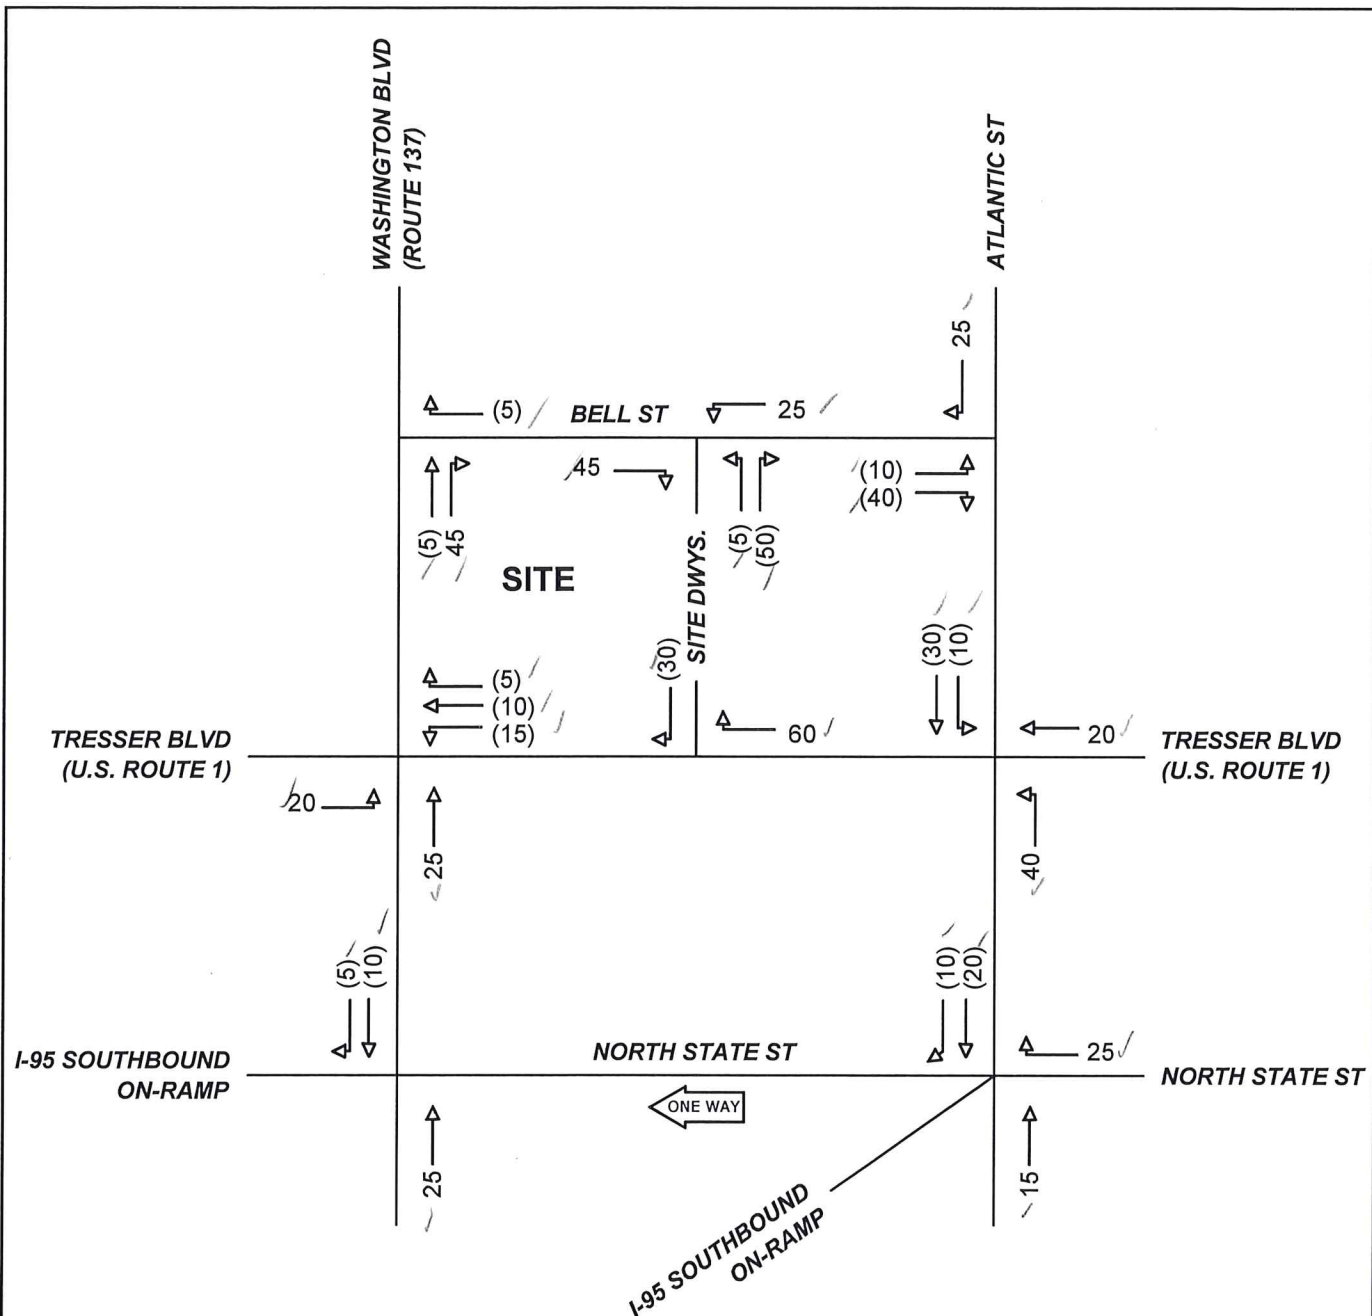 WASHINGTON BLVD
(ROUTE 137)
ATLANTIC ST
25
(5)
BELL ST
25
45
(10)
(40)
(5)
45
(5)
(50)
SITE
SITE DWYS.
(30)
(30)
(10)
(5)
(10)
(15)
60
20
TRESSER BLVD
(U.S. ROUTE 1)
TRESSER BLVD
(U.S. ROUTE 1)
20
25
40
(5)
(10)
(10)
(20)
I-95 SOUTHBOUND
ON-RAMP
NORTH STATE ST
25
NORTH STATE ST
ONE WAY
25
15
I-95 SOUTHBOUND
ON-RAMP